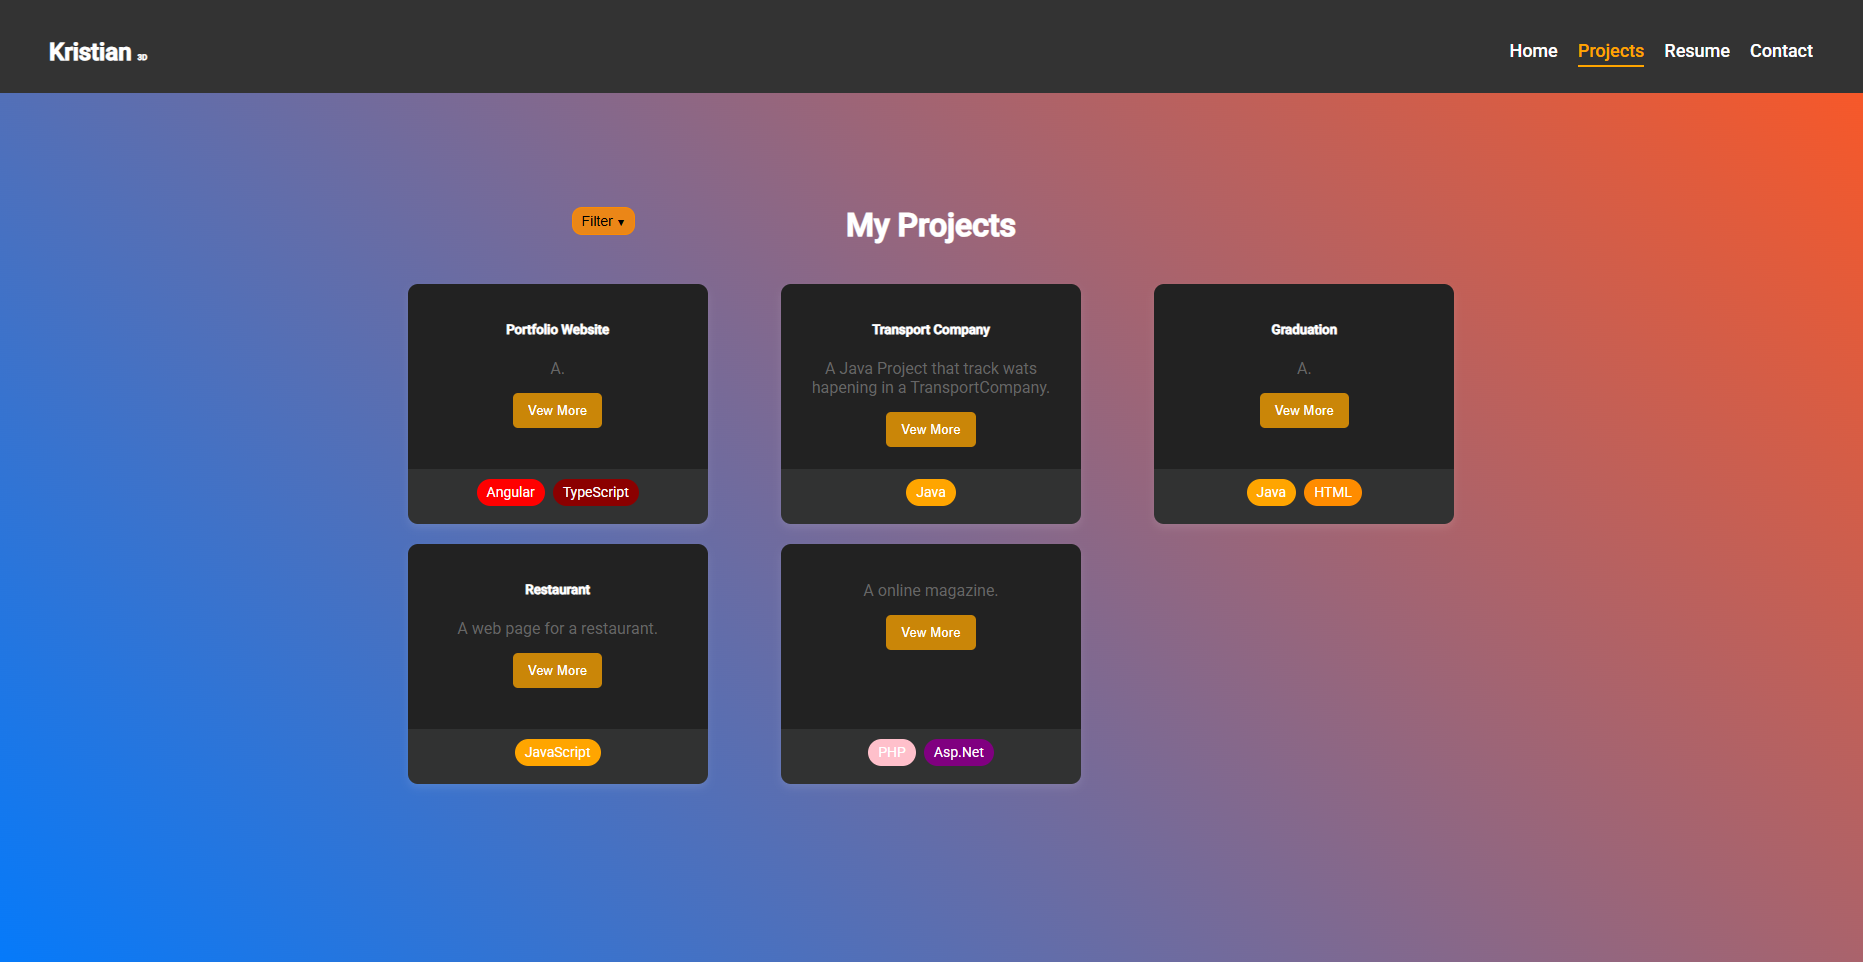 Kristian 3D
Home Projects Resume Contact
Filter ▾
My Projects
Portfolio Website
A.
Vew More
Angular TypeScript
Transport Company
A Java Project that track wats
hapening in a TransportCompany.
Vew More
Java
Graduation
A.
Vew More
Java HTML
Restaurant
A web page for a restaurant.
Vew More
JavaScript
A online magazine.
Vew More
PHP Asp.Net